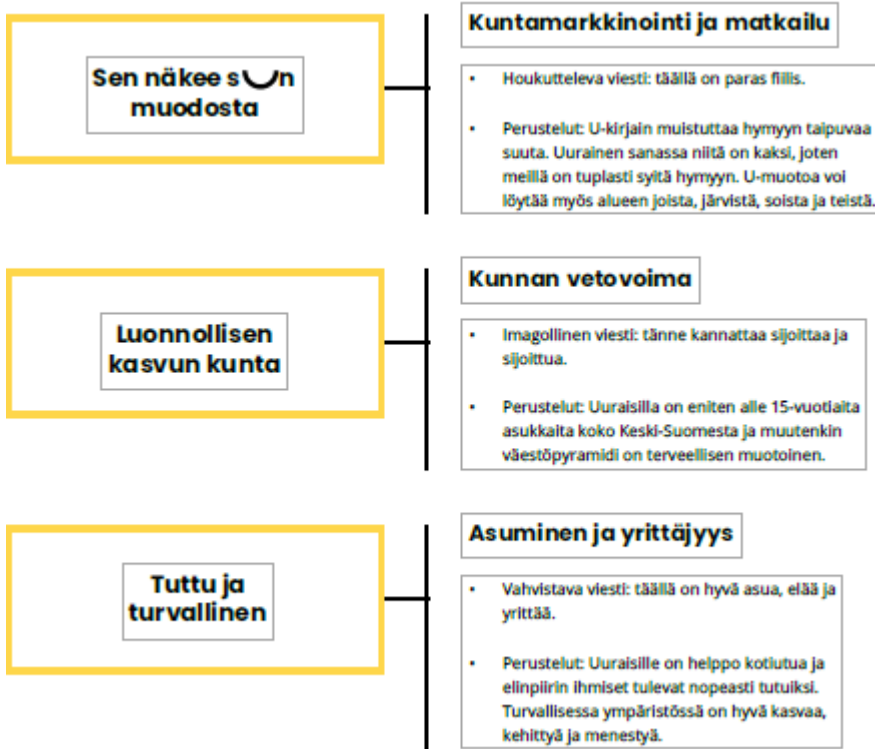 Sen näkee sUn
muodosta
Kuntamarkkinointi ja matkailu
• Houkutteleva viesti: täällä on paras fiilis.
• Perustelut: U-kirjain muistuttaa hymyyn taipuvaa
suuta. Uurainen sanassa niitä on kaksi, joten
meillä on tuplasti syitä hymyyn. U-muotoa voi
löytää myös alueen joista, järvistä, soista ja teistä.
Luonnollisen
kasvun kunta
Kunnan vetovoima
• Imagollinen viesti: tänne kannattaa sijoittaa ja
sijoittua.
• Perustelut: Uuraisilla on eniten alle 15-vuotiaita
asukkaita koko Keski-Suomesta ja muutenkin
väestöpyramidi on terveellisen muotoinen.
Tuttu ja
turvallinen
Asuminen ja yrittäjyys
• Vahvistava viesti: täällä on hyvä asua, elää ja
yrittää.
• Perustelut: Uuraisille on helppo kotiutua ja
elinpiirin ihmiset tulevat nopeasti tutuiksi.
Turvallisessa ympäristössä on hyvä kasvaa,
kehittyä ja menestyä.